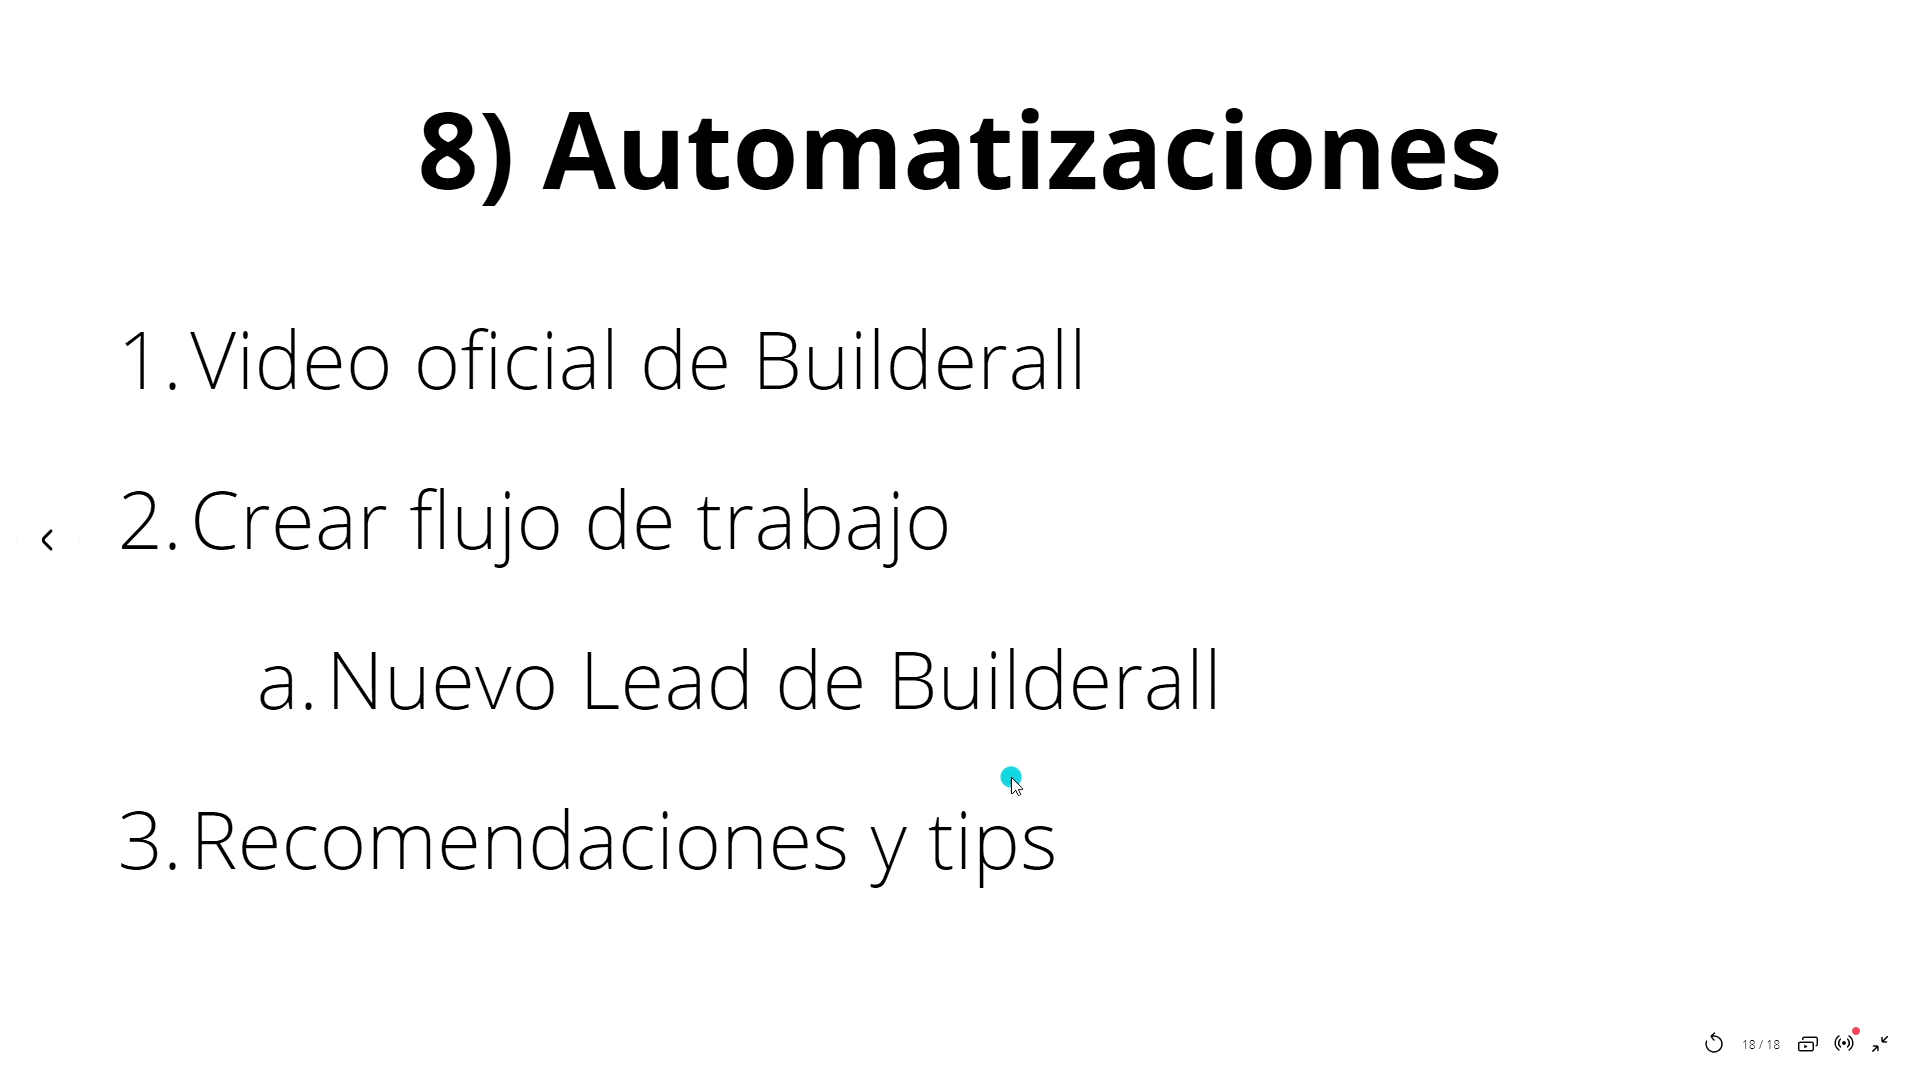 8) Automatizaciones
1. Video oficial de Builderall
2. Crear flujo de trabajo
a. Nuevo Lead de Builderall
3. Recomendaciones y tips
18 / 18